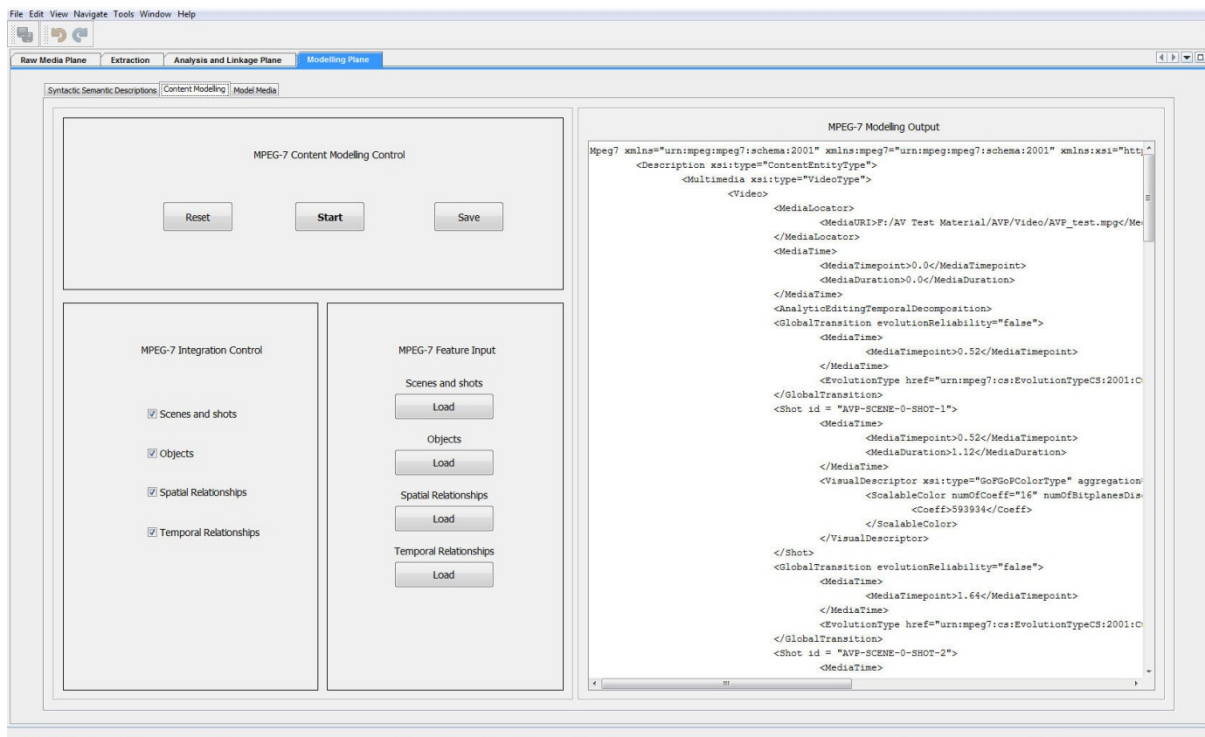 File Edit View Navigate Tools Window Help
Raw Media Plane Extraction Analysis and Linkage Plane Modelling Plane
Syntactic Semantic Descriptions Content Modelling Model Media
MPEG-7 Content Modelling Control
Reset Start Save
MPEG-7 Integration Control
Scenes and shots
Objects
Spatial Relationships
Temporal Relationships
MPEG-7 Feature Input
Scenes and shots
Load
Objects
Load
Spatial Relationships
Load
Temporal Relationships
Load
MPEG-7 Modeling Output
Mpeg7 xmlns="urn:mpeg:mpeg7:schema:2001" xmlns:mpeg7="urn:mpeg:mpeg7:schema:2001" xmlns:xsi="http
<Description xsi:type="ContentEntityType">
<Multimedia xsi:type="VideoType">
<Video>
<MediaLocator>
<MediaURI>F:/AV Test Material/AVP/Video/AVP_test.mpg</Me
</MediaLocator>
<MediaTime>
<MediaTimepoint>0.0</MediaTimepoint>
<MediaDuration>0.0</MediaDuration>
</MediaTime>
<AnalyticEditingTemporalDecomposition>
<GlobalTransition evolutionReliability="false">
<MediaTime>
<MediaTimepoint>0.52</MediaTimepoint>
</MediaTime>
<EvolutionType href="urn:mpeg7:cs:EvolutionTypeCS:2001:C
</GlobalTransition>
<Shot id = "AVP-SCENE-0-SHOT-1">
<MediaTime>
<MediaTimepoint>0.52</MediaTimepoint>
<MediaDuration>1.12</MediaDuration>
</MediaTime>
<VisualDescriptor xsi:type="GoFGoPColorType" aggregation=
<ScalableColor numOfCoeff="16" numOfBitplanesDis
<Coeff>593934</Coeff>
</ScalableColor>
</VisualDescriptor>
</Shot>
<GlobalTransition evolutionReliability="false">
<MediaTime>
<MediaTimepoint>1.64</MediaTimepoint>
</MediaTime>
<EvolutionType href="urn:mpeg7:cs:EvolutionTypeCS:2001:C
</GlobalTransition>
<Shot id = "AVP-SCENE-0-SHOT-2">
<MediaTime>